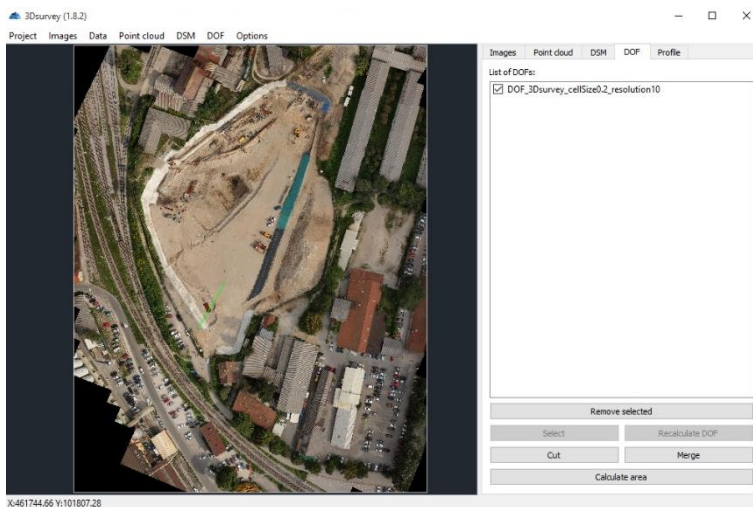 3Dsurvey (1.8.2)
Project Images Data Point cloud DSM DOF Options
Images Point cloud DSM DOF Profile
List of DOFs:
DOF_3Dsurvey_cellSize0.2_resolution10
Remove selected
Select Recalculate DOF
Cut Merge
Calculate area
X:461744.66 Y:101807.28